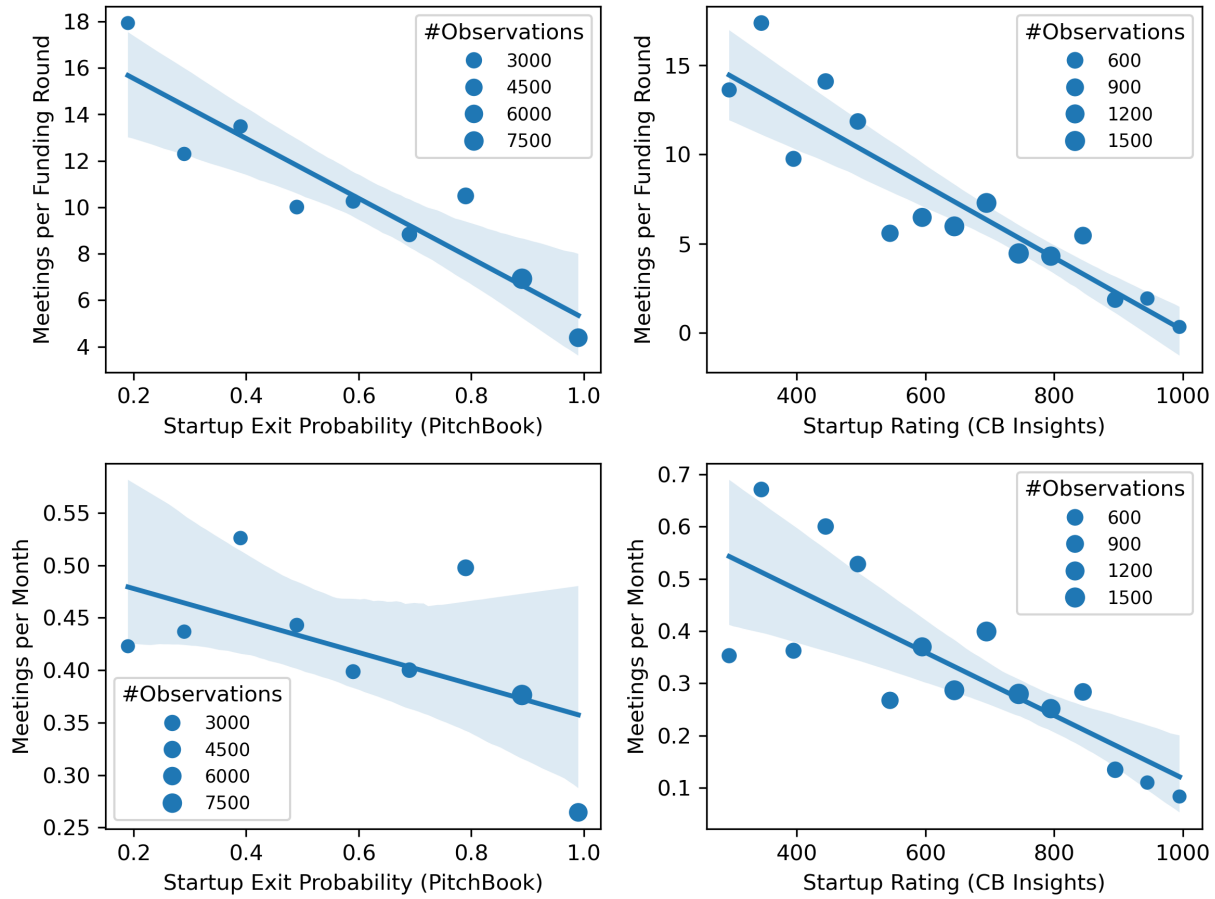 #Observations
3000
4500
6000
7500
18
16
14
12
10
8
6
4
Meetings per Funding Round
0.2 0.4 0.6 0.8 1.0
Startup Exit Probability (PitchBook)
#Observations
600
900
1200
1500
15
10
5
0
Meetings per Funding Round
400 600 800 1000
Startup Rating (CB Insights)
0.55
0.50
0.45
0.40
0.35
0.30
0.25
Meetings per Month
#Observations
3000
4500
6000
7500
0.2 0.4 0.6 0.8 1.0
Startup Exit Probability (PitchBook)
#Observations
600
900
1200
1500
0.7
0.6
0.5
0.4
0.3
0.2
0.1
Meetings per Month
400 600 800 1000
Startup Rating (CB Insights)